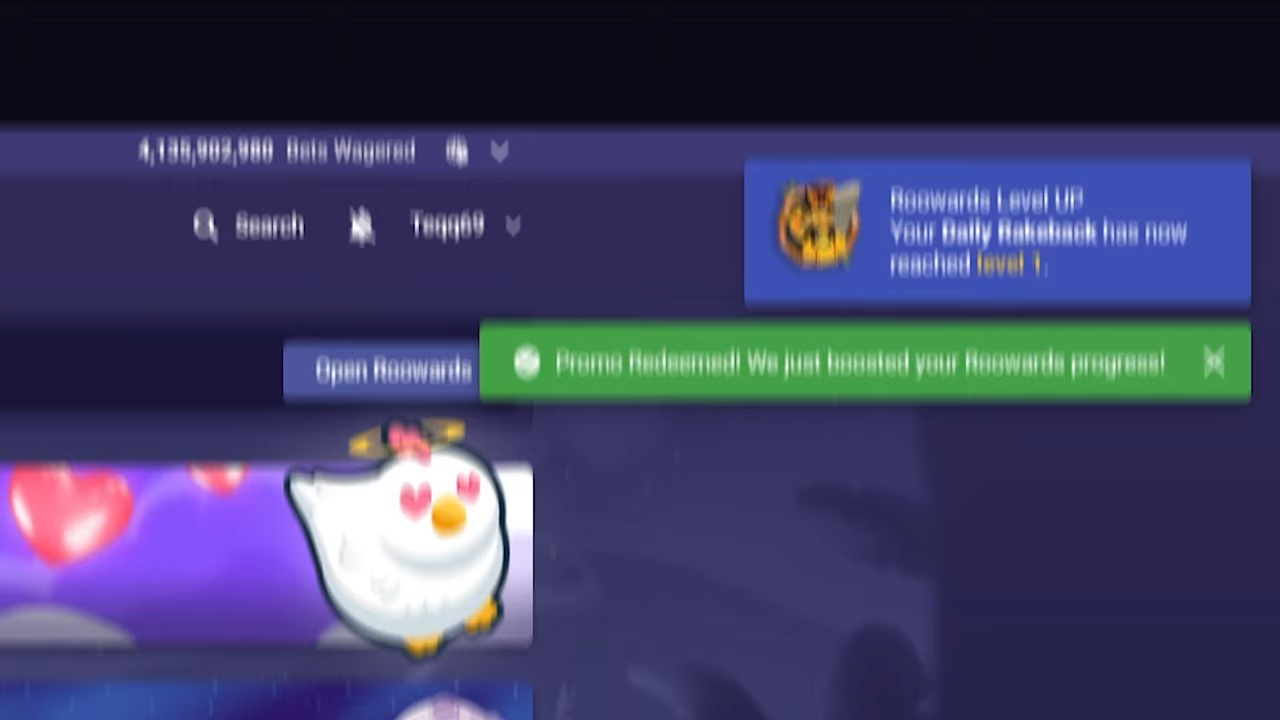 4,135,902,980 Bets Wagered
Search
Teqq69
Roowards Level UP
Your Daily Rakeback has now
reached level 1.
Open Roowards
Promo Redeemed! We just boosted your Roowards progress!